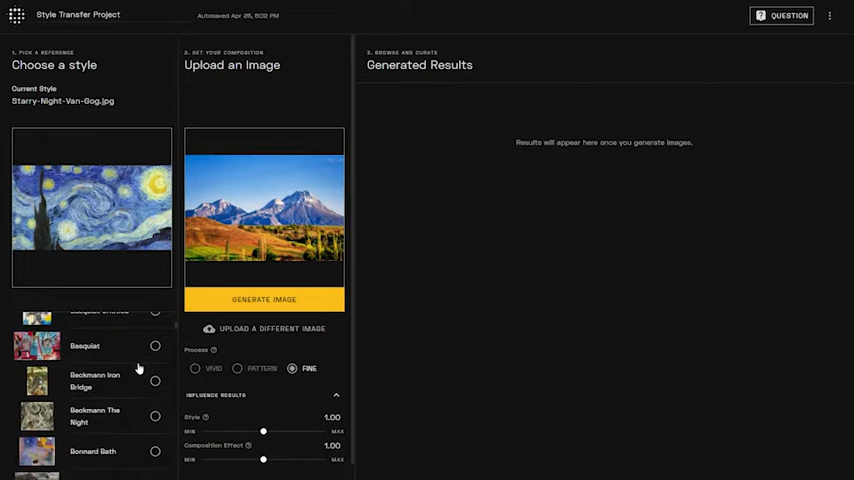 Style Transfer Project
Autosaved Apr 26, 6:02 PM
QUESTION
1. PICK A REFERENCE
Choose a style
Current Style
Starry-Night-Van-Gog.jpg
Basquiat
Beckmann Iron
Bridge
Beckmann The
Night
Bonnard Bath
2. SET YOUR COMPOSITION
Upload an Image
GENERATE IMAGE
UPLOAD A DIFFERENT IMAGE
Process
VIVID
PATTERN
FINE
INFLUENCE RESULTS
Style
1.00
MIN
MAX
Composition Effect
1.00
MIN
MAX
3. BROWSE AND CURATE
Generated Results
Results will appear here once you generate images.